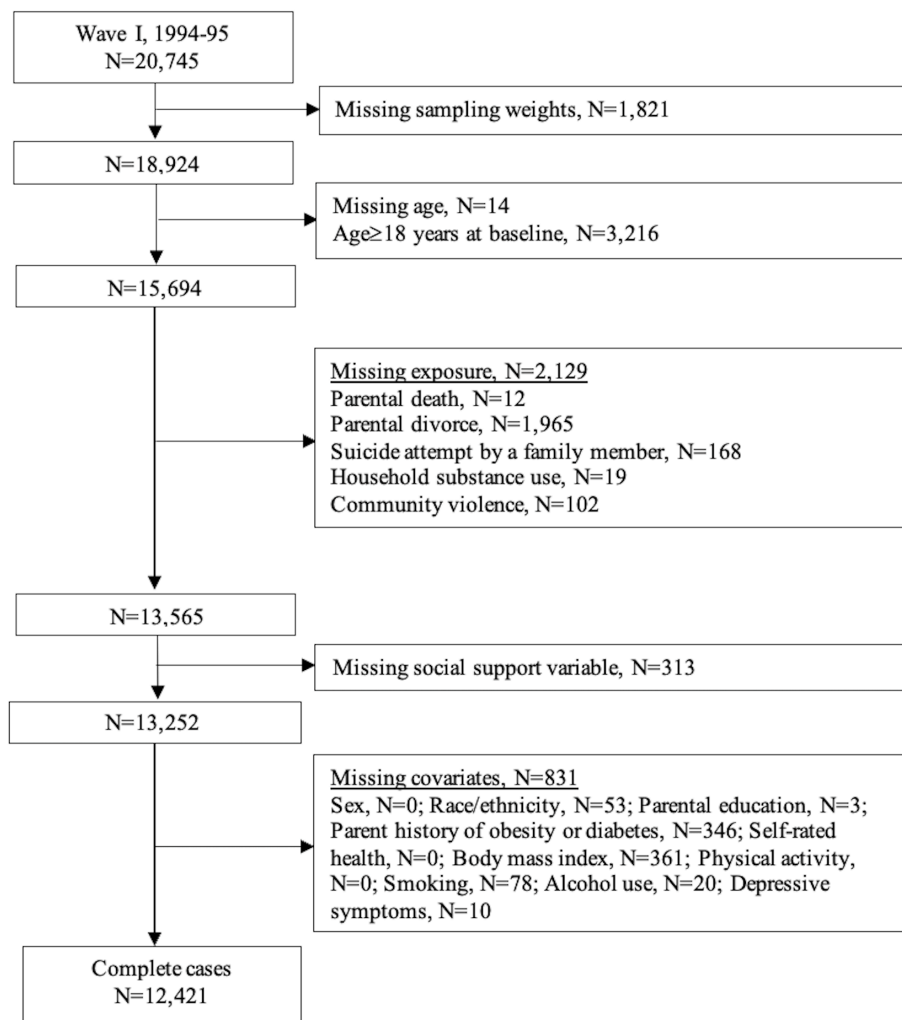 Wave I, 1994-95
N=20,745
Missing sampling weights, N=1,821
N=18,924
Missing age, N=14
Age≥18 years at baseline, N=3,216
N=15,694
Missing exposure, N=2,129
Parental death, N=12
Parental divorce, N=1,965
Suicide attempt by a family member, N=168
Household substance use, N=19
Community violence, N=102
N=13,565
Missing social support variable, N=313
N=13,252
Missing covariates, N=831
Sex, N=0; Race/ethnicity, N=53; Parental education, N=3;
Parent history of obesity or diabetes, N=346; Self-rated
health, N=0; Body mass index, N=361; Physical activity,
N=0; Smoking, N=78; Alcohol use, N=20; Depressive
symptoms, N=10
Complete cases
N=12,421